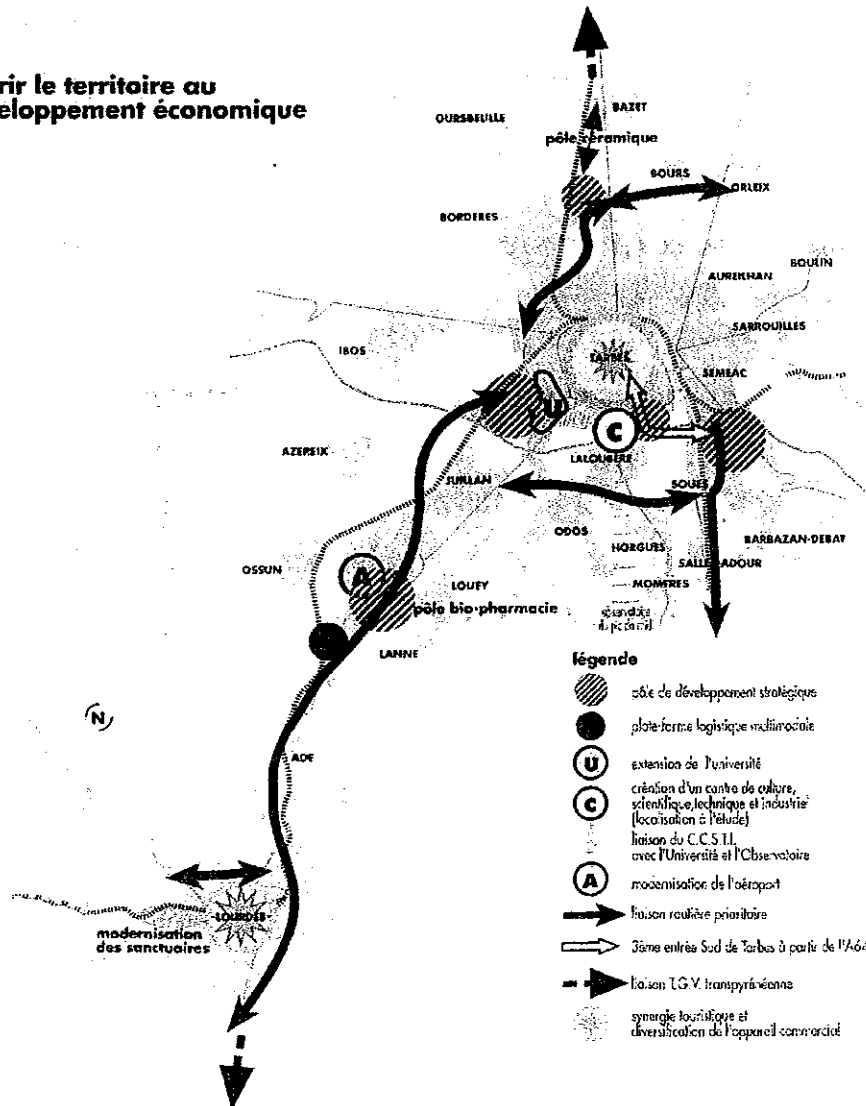 rir le territoire au
eloppement économique
OURSBELILLE
BAZET
pôle céramique
BOURS
ORLEIX
BORDERES
AUREILHAN
BOULIN
SARROUILLES
IBOS
TARBES
SEMEAC
U
C
AZEREIX
LALOUBERE
JUILLAN
SOUES
ODOS
BARBAZAN-DEBAT
HORGUES
SALLES-ADOUR
OSSUN
A
LOUEY
MOMERES
pôle bio-pharmacie
LANNE
légende
pôle de développement stratégique
plate-forme logistique multimodale
N
U
extension de l'université
ADE
C
création d'un centre de culture,
scientifique, technique et industriel
(localisation à l'étude)
liaison du C.C.S.T.I.
avec l'Université et l'Observatoire
A
modernisation de l'aéroport
LOURDES
liaison routière prioritaire
modernisation
des sanctuaires
3ème entrée Sud de Tarbes à partir de l'A64
liaison T.G.V. transpyrénéenne
synergie touristique et
diversification de l'appareil commercial